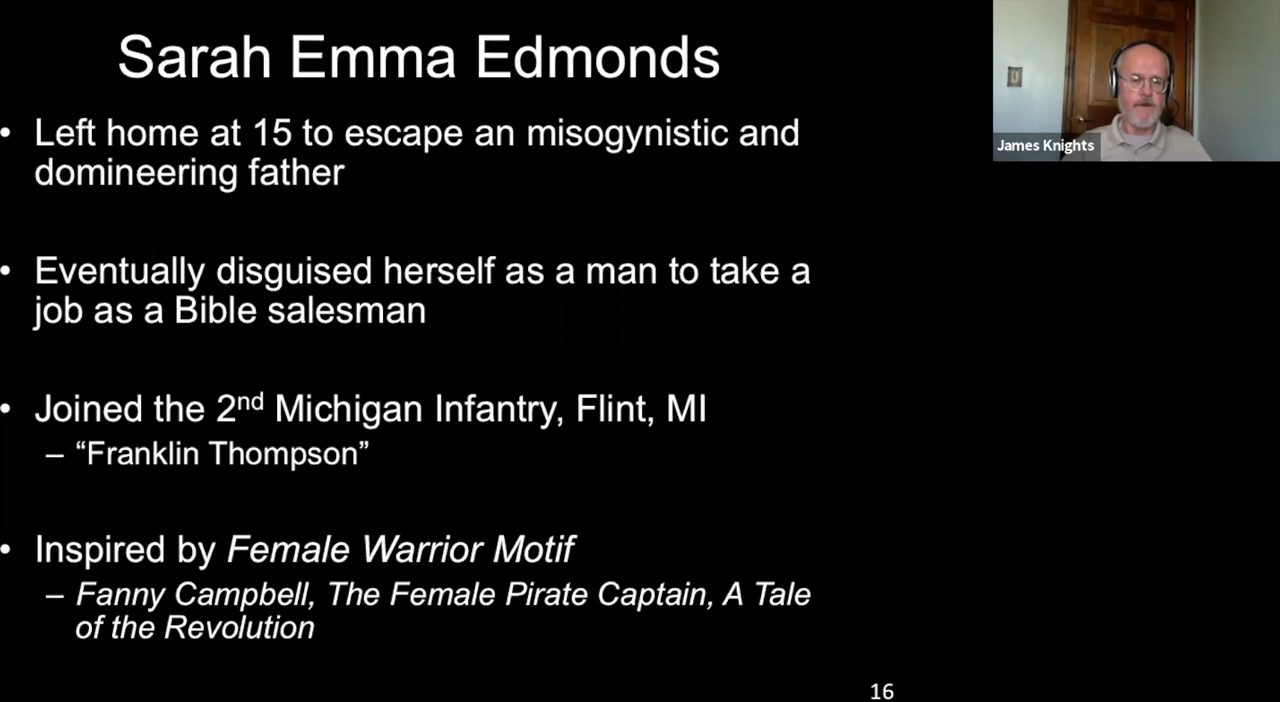 Sarah Emma Edmonds
• Left home at 15 to escape an misogynistic and
domineering father
• Eventually disguised herself as a man to take a
job as a Bible salesman
• Joined the 2nd Michigan Infantry, Flint, MI
– “Franklin Thompson”
• Inspired by Female Warrior Motif
– Fanny Campbell, The Female Pirate Captain, A Tale
of the Revolution
16
James Knights